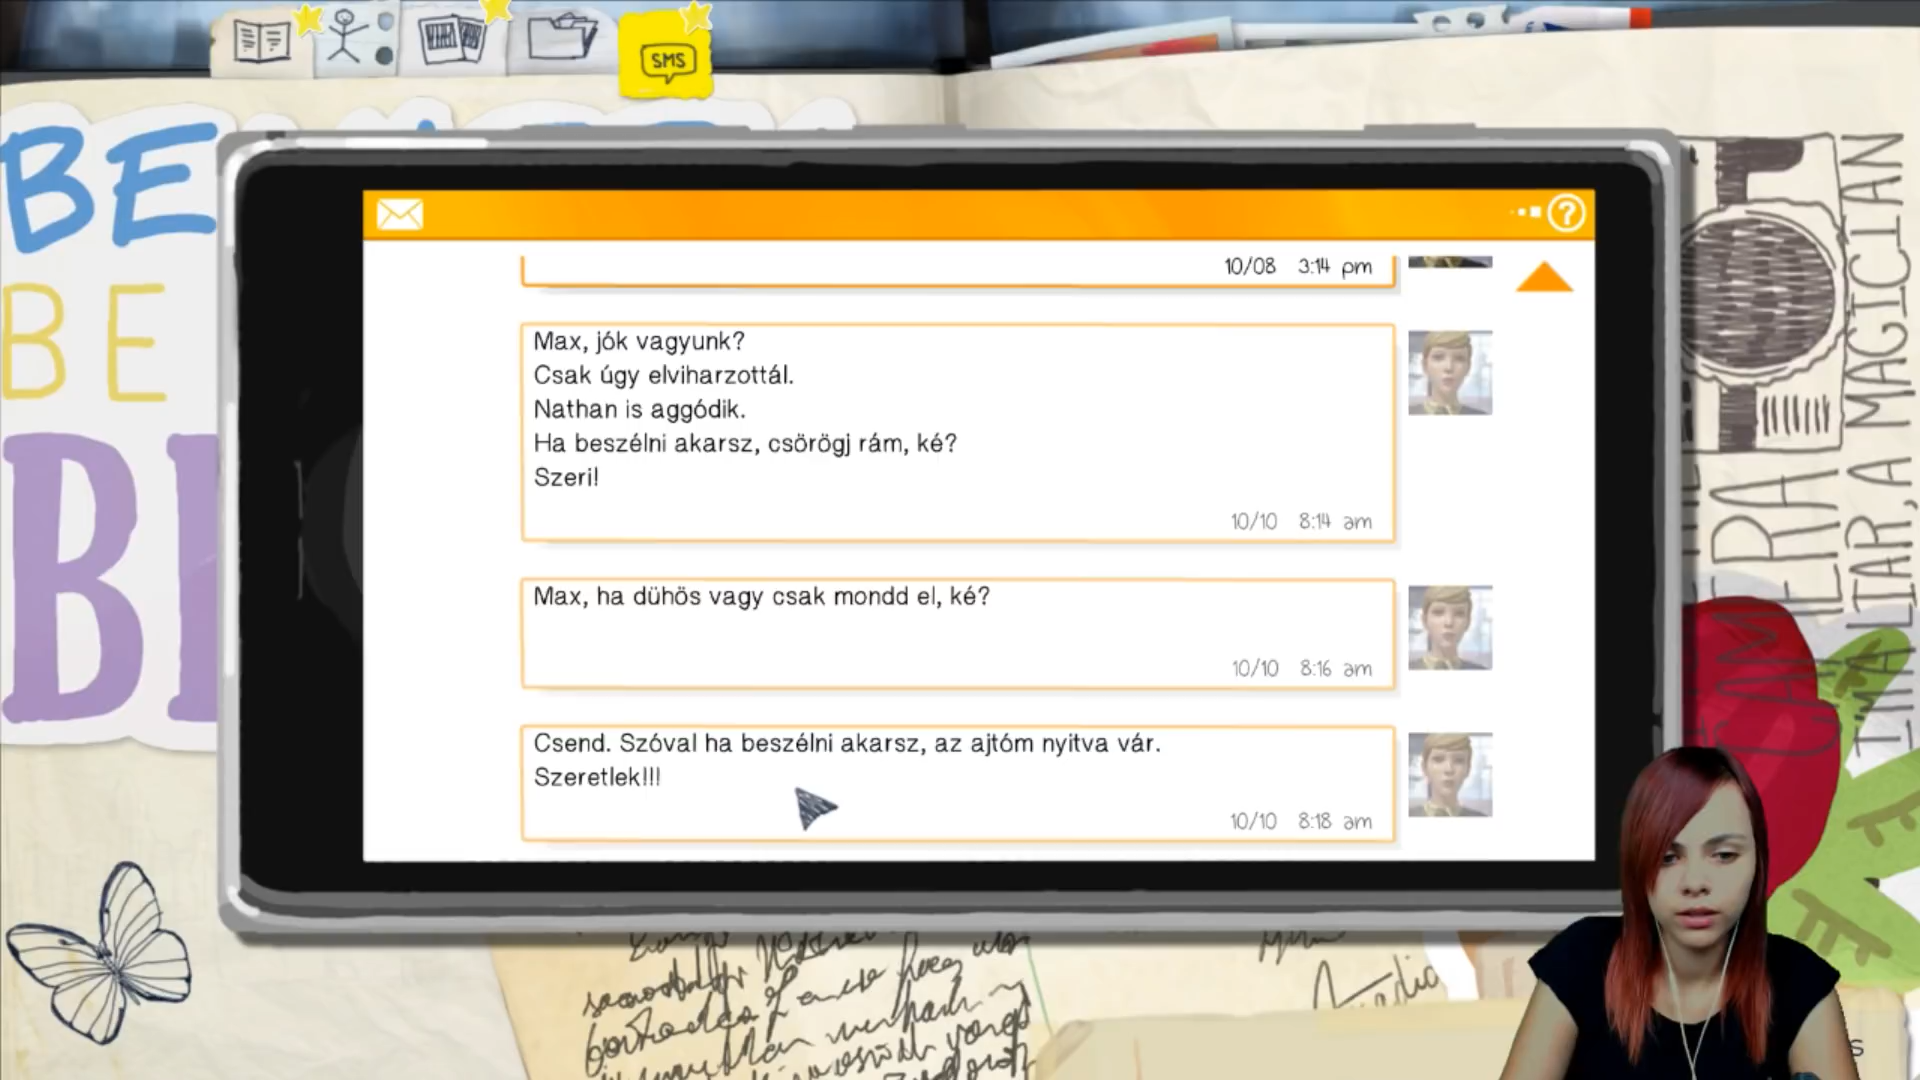 SMS
BE
BE
10/08 3:14 pm
Max, jók vagyunk?
Csak úgy elviharzottál.
Nathan is aggódik.
Ha beszélni akarsz, csörögj rám, ké?
Szeri!
10/10 8:14 am
Max, ha dühös vagy csak mondd el, ké?
10/10 8:16 am
Csend. Szóval ha beszélni akarsz, az ajtóm nyitva vár.
Szeretlek!!!
10/10 8:18 am
CAMERA
LIAR, A MAGICIAN